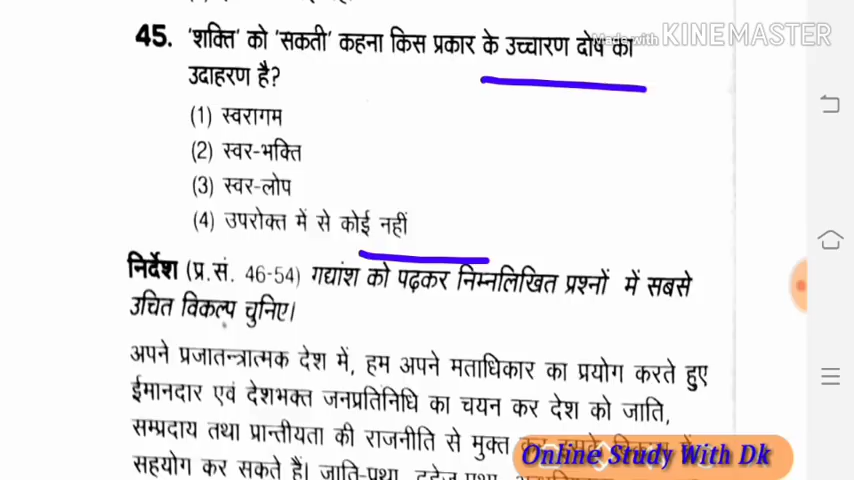 Made with KINEMASTER
45. 'शक्ति' को 'सकती' कहना किस प्रकार के उच्चारण दोष का
उदाहरण है?
(1) स्वरागम
(2) स्वर-भक्ति
(3) स्वर-लोप
(4) उपरोक्त में से कोई नहीं
निर्देश (प्र.सं. 46-54) गद्यांश को पढ़कर निम्नलिखित प्रश्नों में सबसे
उचित विकल्प चुनिए।
अपने प्रजातन्त्रात्मक देश में, हम अपने मताधिकार का प्रयोग करते हुए
ईमानदार एवं देशभक्त जनप्रतिनिधि का चयन कर देश को जाति,
सम्प्रदाय तथा प्रान्तीयता की राजनीति से मुक्त
Online Study With Dk
सहयोग कर सकते हैं। जाति-प्रथा,